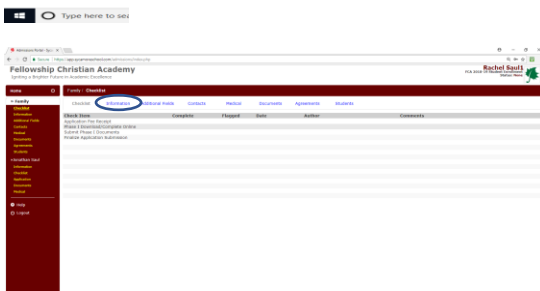 Type here to sea
Fellowship Christian Academy
Igniting a Brighter Future in Academic Excellence
Rachel Saul1
Family: Checklist
Checklist Information Additional Fields Contacts Medical Documents Agreements Students
Check Item Complete Flagged Date Author Comments
Application Fee Receipt
Phase I Download/Complete Online
Submit Phase I Documents
Finalize Application Submission
Home
Family
Checklist
Information
Additional Fields
Contacts
Medical
Documents
Agreements
Students
Jonathan Saul
Information
Checklist
Application
Documents
Medical
Help
Logout